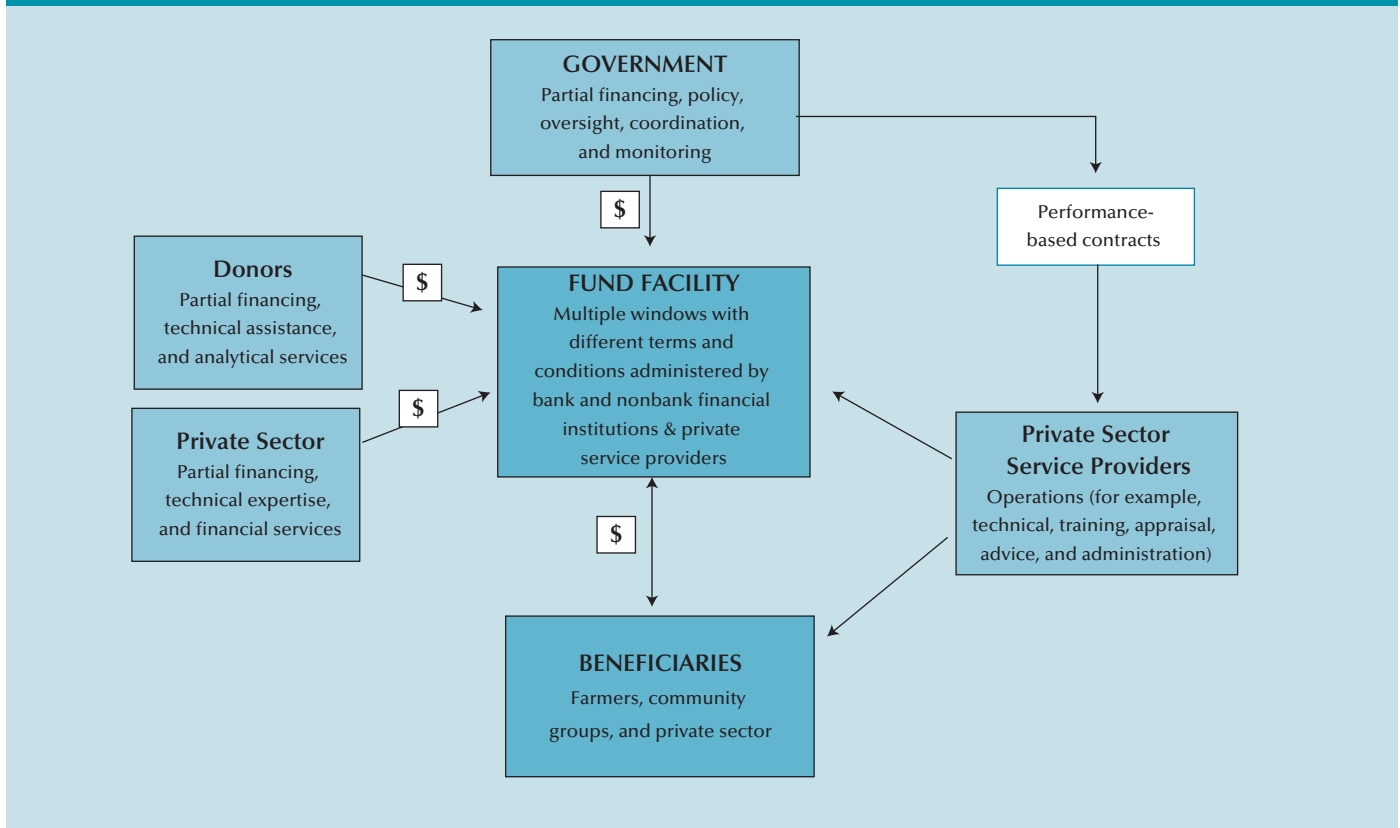 GOVERNMENT
Partial financing, policy,
oversight, coordination,
and monitoring
$
Performance-
based contracts
Donors
Partial financing,
technical assistance,
and analytical services
$
FUND FACILITY
Multiple windows with
different terms and
conditions administered by
bank and nonbank financial
institutions & private
service providers
Private Sector
Partial financing,
technical expertise,
and financial services
$
Private Sector
Service Providers
Operations (for example,
technical, training, appraisal,
advice, and administration)
$
BENEFICIARIES
Farmers, community
groups, and private sector